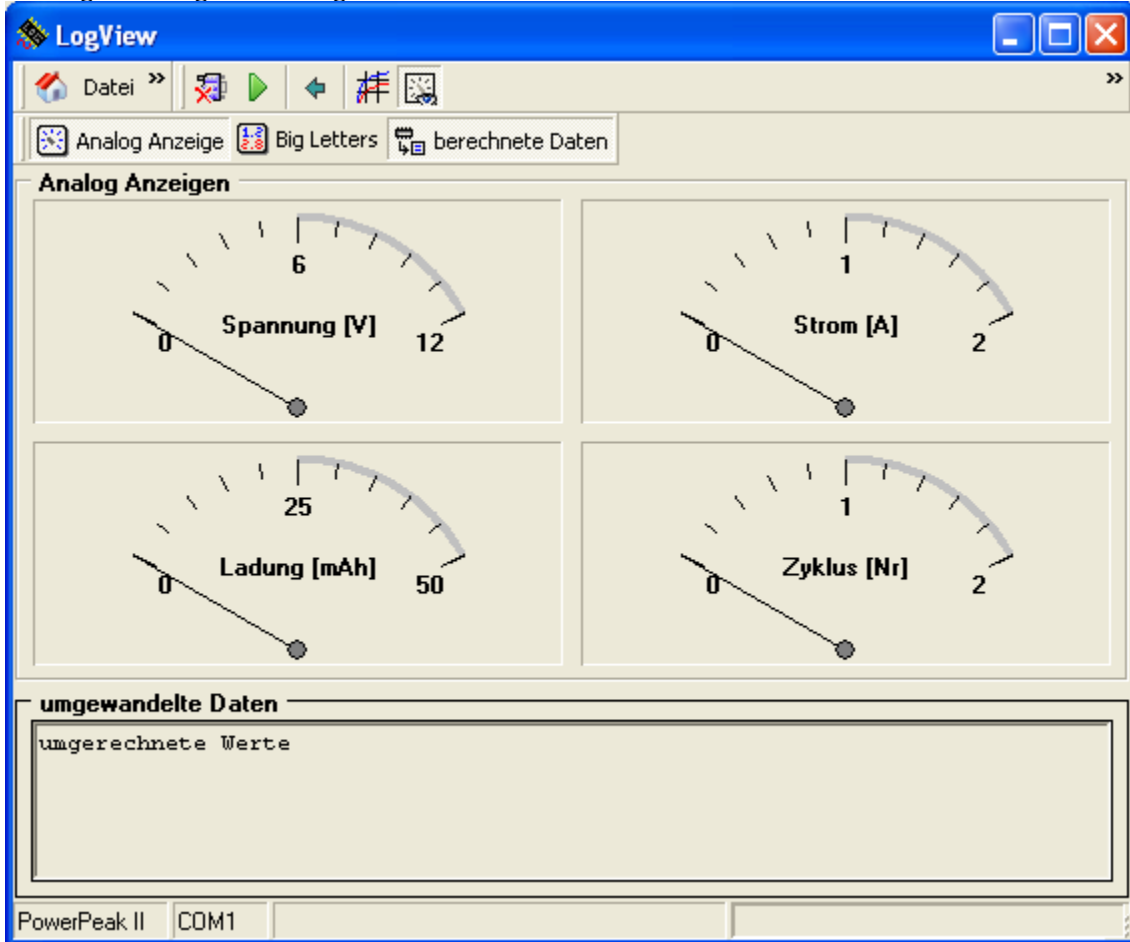 LogView
Datei »
»
Analog Anzeige Big Letters berechnete Daten
Analog Anzeigen
6
Spannung [V]
0 12
1
Strom [A]
0 2
25
Ladung [mAh]
0 50
1
Zyklus [Nr]
0 2
umgewandelte Daten
umgerechnete Werte
PowerPeak II COM1